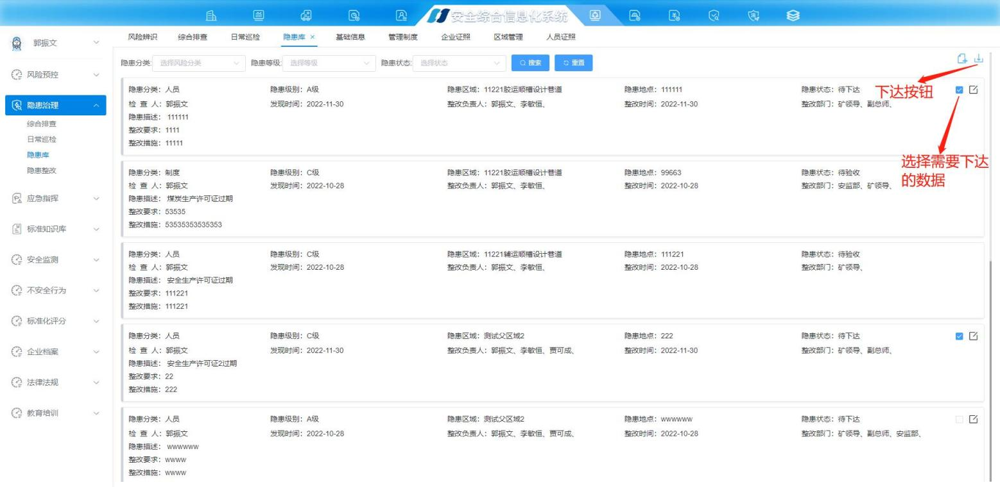 安全综合信息化系统
郭振文
风险预控
隐患治理
综合排查
日常巡检
隐患库
隐患整改
应急指挥
标准知识库
安全监测
不安全行为
标准化评分
企业档案
法律法规
教育培训
风险辨识 综合排查 日常巡检 隐患库 × 基础信息 管理制度 企业证照 区域管理 人员证照
隐患分类: 选择风险分类 隐患等级: 选择等级 隐患状态: 选择状态 搜索 重置
隐患分类: 人员 隐患级别: A级 隐患区域: 11221胶运顺槽设计巷道 隐患地点: 111111 隐患状态: 待下达
检 查 人: 郭振文 发现时间: 2022-11-30 整改负责人: 郭振文、李敏恒、 整改时间: 2022-11-30 整改部门: 矿领导、副总师、
隐患描述: 111111
整改要求: 1111
整改措施: 11111
下达按钮
选择需要下达
的数据
隐患分类: 制度 隐患级别: C级 隐患区域: 11221胶运顺槽设计巷道 隐患地点: 99663 隐患状态: 待验收
检 查 人: 郭振文 发现时间: 2022-10-28 整改负责人: 郭振文、李敏恒、 整改时间: 2022-10-28 整改部门: 安监部、矿领导、
隐患描述: 煤炭生产许可证过期
整改要求: 53535
整改措施: 53535353535353
隐患分类: 人员 隐患级别: C级 隐患区域: 11221辅运顺槽设计巷道 隐患地点: 111221 隐患状态: 待验收
检 查 人: 郭振文 发现时间: 2022-10-28 整改负责人: 郭振文、李敏恒、 整改时间: 2022-10-28 整改部门: 矿领导、
隐患描述: 安全生产许可证过期
整改要求: 111221
整改措施: 111221
隐患分类: 人员 隐患级别: C级 隐患区域: 测试父区域2 隐患地点: 222 隐患状态: 待下达
检 查 人: 郭振文 发现时间: 2022-11-30 整改负责人: 郭振文、李敏恒、贾可成、 整改时间: 2022-11-30 整改部门: 矿领导、副总师、
隐患描述: 安全生产许可证2过期
整改要求: 22
整改措施: 222
隐患分类: 人员 隐患级别: A级 隐患区域: 测试父区域2 隐患地点: wwwwww 隐患状态: 待下达
检 查 人: 郭振文 发现时间: 2022-10-28 整改负责人: 郭振文、李敏恒、贾可成、 整改时间: 2022-10-28 整改部门: 矿领导、副总师、安监部、
隐患描述: wwwwww
整改要求: wwww
整改措施: wwww